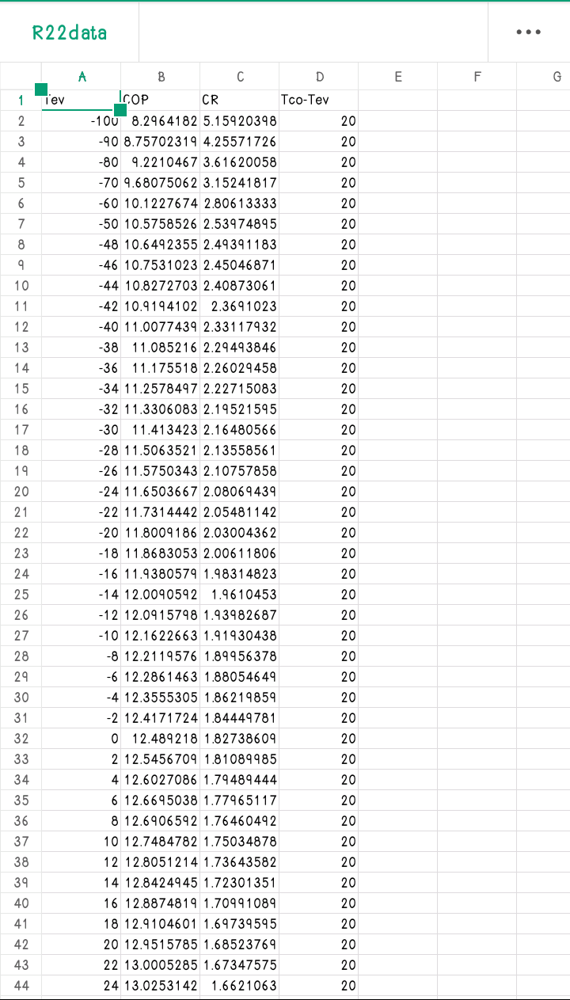 R22data
A B C D E F G
1 Tev COP CR Tco-Tev
2 -100 8.2964182 5.15920398 20
3 -90 8.75702319 4.25571726 20
4 -80 9.2210467 3.61620058 20
5 -70 9.68075062 3.15241817 20
6 -60 10.1227674 2.80613333 20
7 -50 10.5758526 2.53974895 20
8 -48 10.6492355 2.49391183 20
9 -46 10.7531023 2.45046871 20
10 -44 10.8272703 2.40873061 20
11 -42 10.9194102 2.3691023 20
12 -40 11.0077439 2.33117932 20
13 -38 11.085216 2.29493846 20
14 -36 11.175518 2.26029458 20
15 -34 11.2578497 2.22715083 20
16 -32 11.3306083 2.19521595 20
17 -30 11.413423 2.16480566 20
18 -28 11.5063521 2.13558561 20
19 -26 11.5750343 2.10757858 20
20 -24 11.6503667 2.08069439 20
21 -22 11.7314442 2.05481142 20
22 -20 11.8009186 2.03004362 20
23 -18 11.8683053 2.00611806 20
24 -16 11.9380579 1.98314823 20
25 -14 12.0090592 1.9610453 20
26 -12 12.0915798 1.93982687 20
27 -10 12.1622663 1.91930438 20
28 -8 12.2119576 1.89956378 20
29 -6 12.2861463 1.88054649 20
30 -4 12.3555305 1.86219859 20
31 -2 12.4171724 1.84449781 20
32 0 12.489218 1.82738609 20
33 2 12.5456709 1.81089985 20
34 4 12.6027086 1.79489444 20
35 6 12.6695038 1.77965117 20
36 8 12.6906592 1.76460492 20
37 10 12.7484782 1.75034878 20
38 12 12.8051214 1.73643582 20
39 14 12.8424945 1.72301351 20
40 16 12.8874819 1.70991089 20
41 18 12.9104601 1.69739595 20
42 20 12.9515785 1.68523769 20
43 22 13.0005285 1.67347575 20
44 24 13.0253142 1.6621063 20